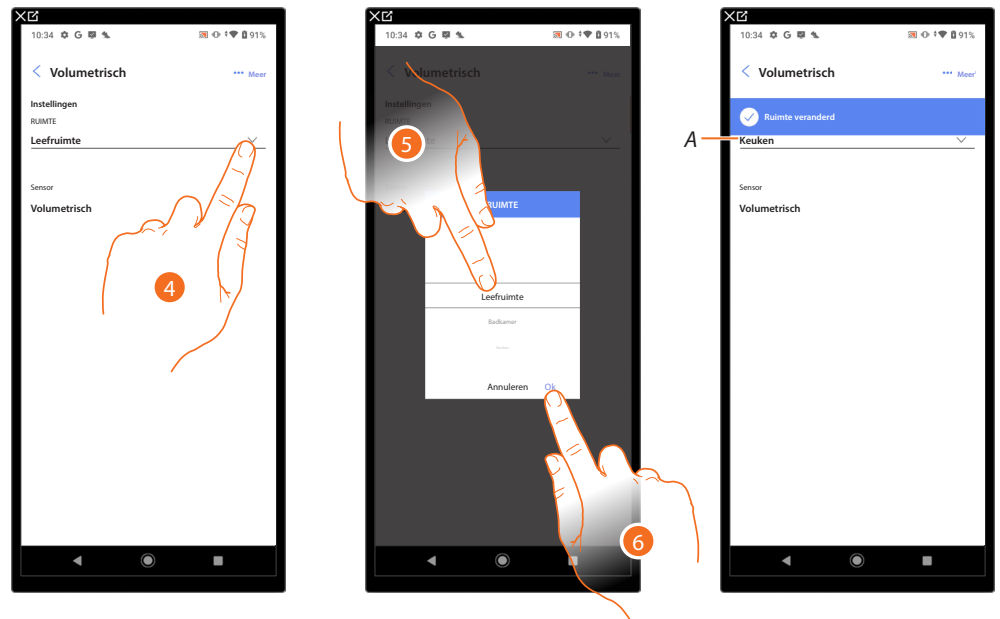 10:34 G 91%
Volumetrisch
••• Meer
Instellingen
RUIMTE
Leefruimte
Sensor
Volumetrisch
4
10:34 G 91%
Volumetrisch
••• Meer
Instellingen
RUIMTE
5
RUIMTE
Leefruimte
Badkamer
Annuleren Ok
6
10:34 G 91%
Volumetrisch
••• Meer
Ruimte veranderd
A
Keuken
Sensor
Volumetrisch